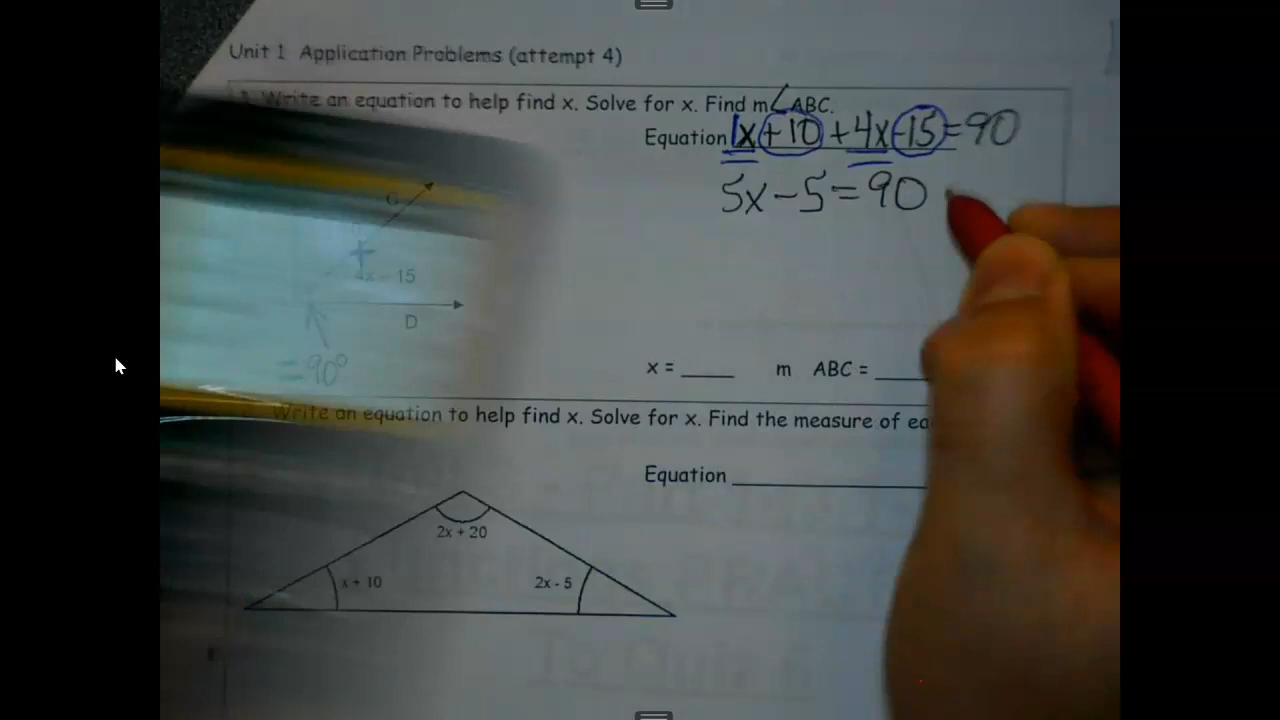 Unit 1 Application Problems (attempt 4)
Write an equation to help find x. Solve for x. Find m∠ABC.
Equation 1x + 10 + 4x - 15 = 90
5x - 5 = 90
C
4x - 15
D
= 90°
x = ____ m ABC = ____
Write an equation to help find x. Solve for x. Find the measure of
Equation ____
2x + 20
x + 10
2x - 5